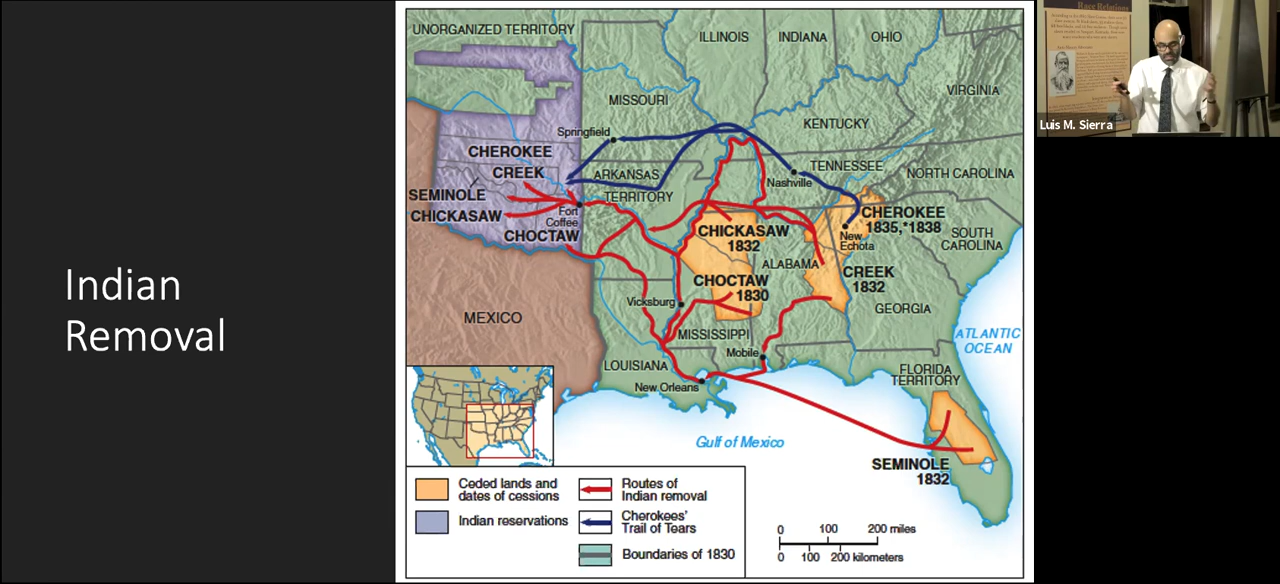 Indian
Removal
UNORGANIZED TERRITORY
ILLINOIS
INDIANA
OHIO
MISSOURI
VIRGINIA
KENTUCKY
Springfield
CHEROKEE
CREEK
SEMINOLE
CHICKASAW
CHOCTAW
Fort
Coffee
ARKANSAS
TERRITORY
Nashville
TENNESSEE
NORTH CAROLINA
CHEROKEE
1835,*1838
New
Echota
SOUTH
CAROLINA
CHICKASAW
1832
ALABAMA
CREEK
1832
CHOCTAW
1830
GEORGIA
Vicksburg
MISSISSIPPI
MEXICO
Mobile
LOUISIANA
New Orleans
ATLANTIC
OCEAN
FLORIDA
TERRITORY
Gulf of Mexico
SEMINOLE
1832
Ceded lands and
dates of cessions
Indian reservations
Routes of
Indian removal
Cherokees'
Trail of Tears
Boundaries of 1830
0 100 200 miles
0 100 200 kilometers
Race Relations
Luis M. Sierra